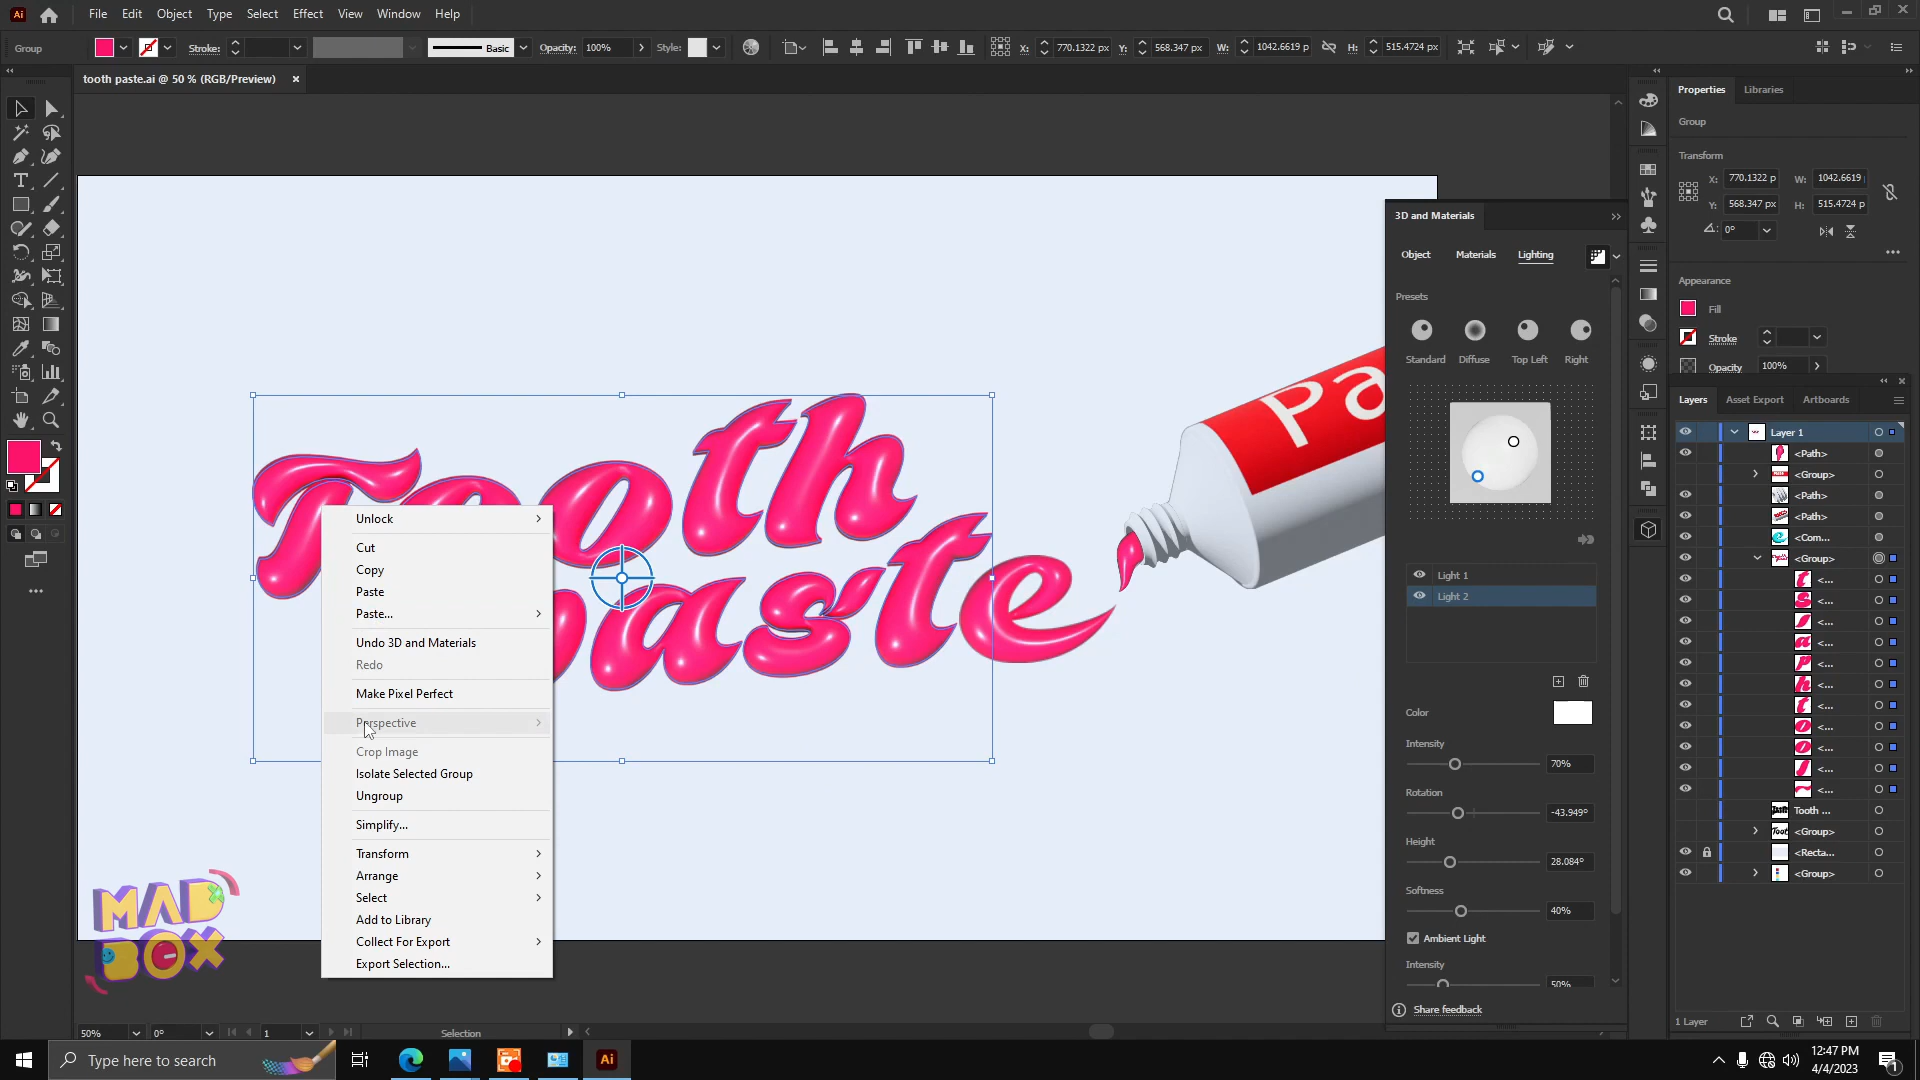 Ai
File Edit Object Type Select Effect View Window Help
Group Stroke: Basic Opacity: 100% Style: X: 770.1322 px Y: 568.347 px W: 1042.6619 p H: 515.4724 px
tooth paste.ai @ 50 % (RGB/Preview) ×
Properties Libraries
Group
Transform
X: 770.1322 p W: 1042.6619
Y: 568.347 px H: 515.4724 p
0°
Appearance
Fill
Stroke
Opacity 100%
Layers Asset Export Artboards
Layer 1
<Path>
<Group>
<Path>
<Path>
<Com...
<Group>
<...
<...
<...
<...
<...
<...
<...
<...
<...
<...
<...
Tooth ...
<Group>
<Recta...
<Group>
1 Layer
3D and Materials
Object Materials Lighting
Presets
Standard Diffuse Top Left Right
Light 1
Light 2
Color
Intensity
70%
Rotation
-43.949°
Height
28.084°
Softness
40%
Ambient Light
Intensity
50%
Share feedback
Tooth
paste
Pa
Unlock
Cut
Copy
Paste
Paste...
Undo 3D and Materials
Redo
Make Pixel Perfect
Perspective
Crop Image
Isolate Selected Group
Ungroup
Simplify...
Transform
Arrange
Select
Add to Library
Collect For Export
Export Selection...
MAD
BOX
50% 0° 1 Selection
Type here to search
Ai
12:47 PM
4/4/2023
1